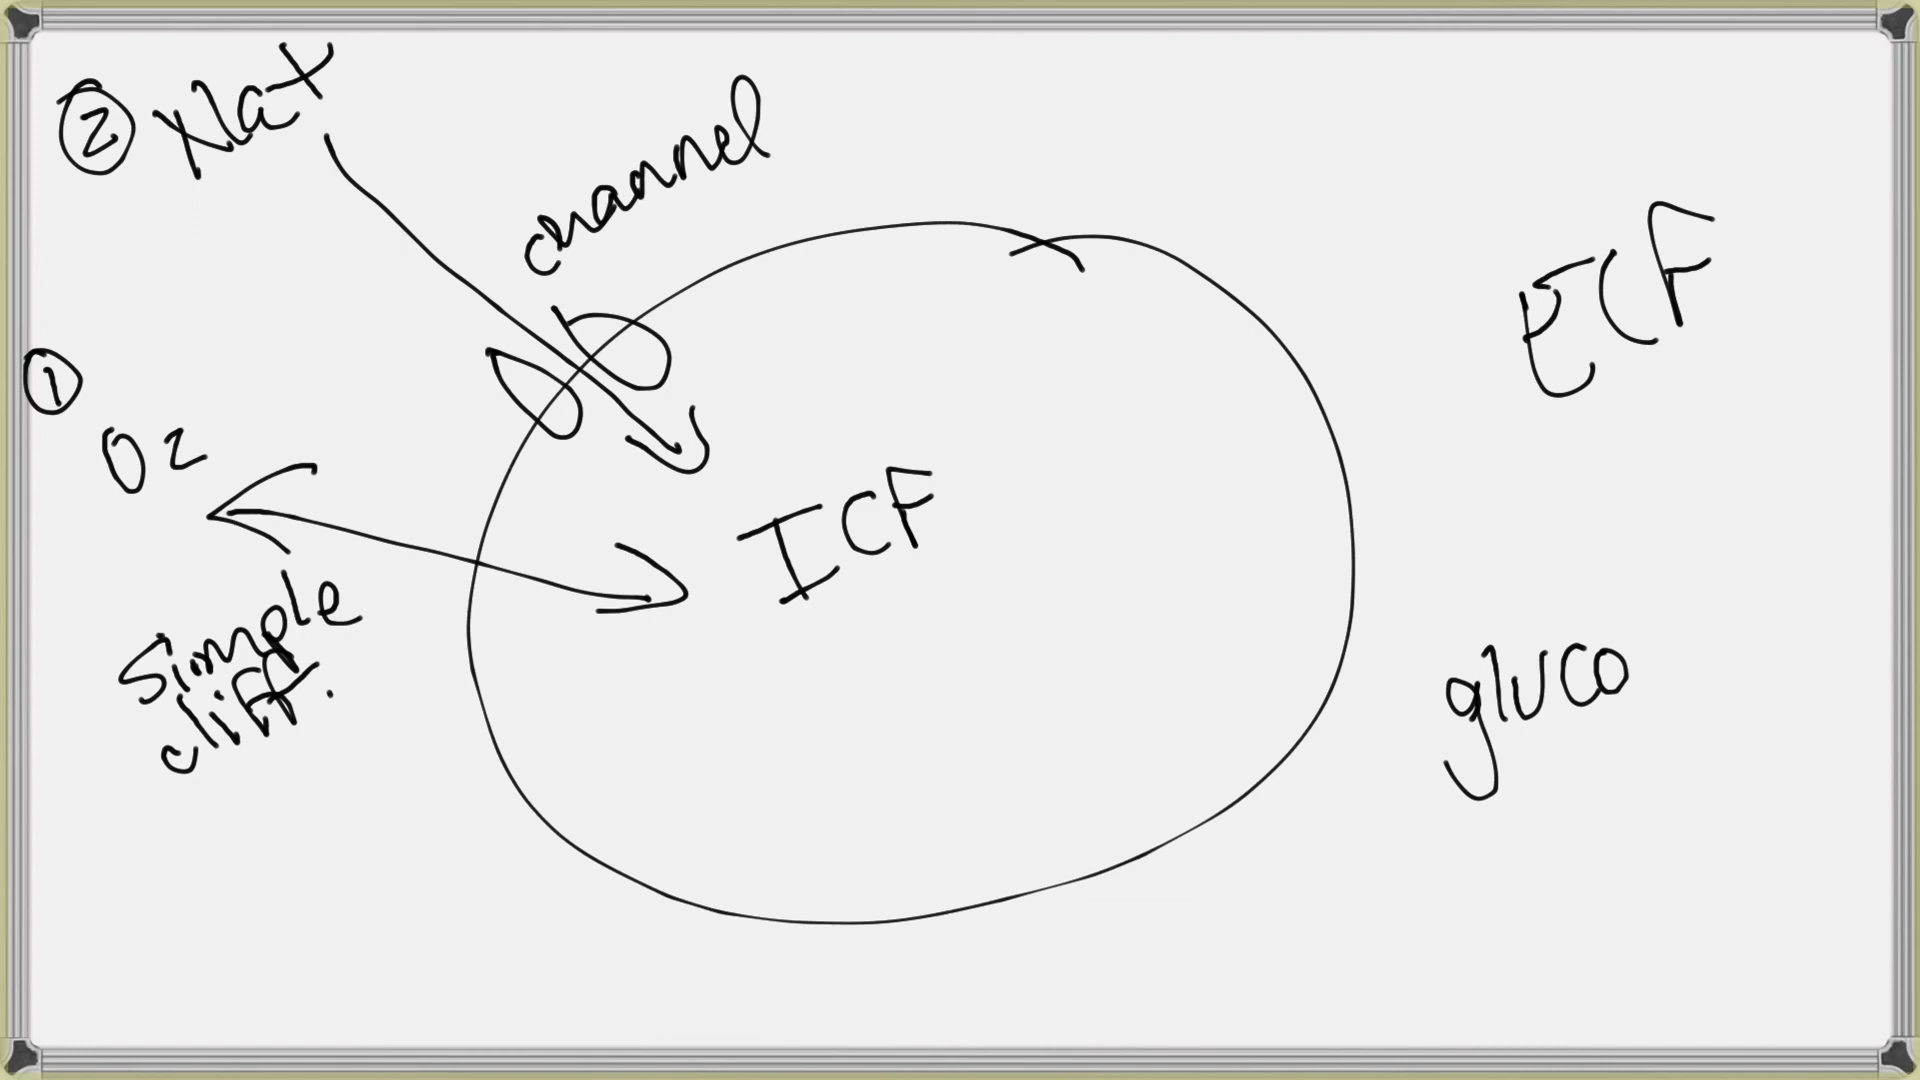 ② Na+
channel
ECF
①
O2
ICF
simple
diff.
gluco